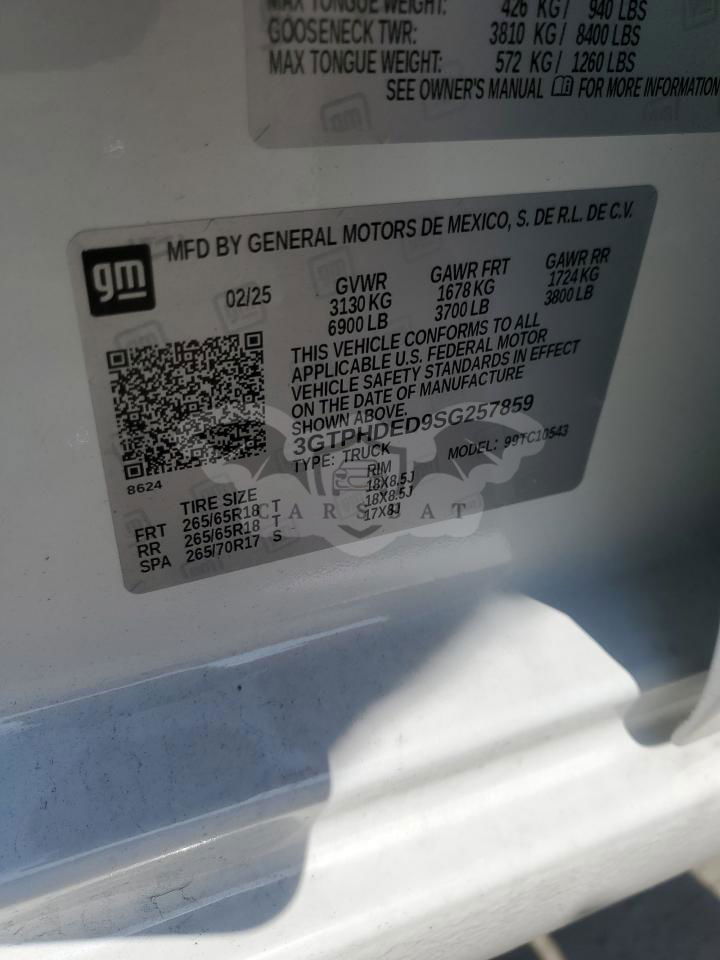 MAX TONGUE WEIGHT: 426 KG / 940 LBS
GOOSENECK TWR: 3810 KG / 8400 LBS
MAX TONGUE WEIGHT: 572 KG / 1260 LBS
SEE OWNER'S MANUAL FOR MORE INFORMATION
gm
MFD BY GENERAL MOTORS DE MEXICO, S. DE R.L. DE C.V.
02/25 GVWR GAWR FRT GAWR RR
3130 KG 1678 KG 1724 KG
6900 LB 3700 LB 3800 LB
THIS VEHICLE CONFORMS TO ALL
APPLICABLE U.S. FEDERAL MOTOR
VEHICLE SAFETY STANDARDS IN EFFECT
ON THE DATE OF MANUFACTURE
SHOWN ABOVE.
3GTPHDED9SG257859
TYPE: TRUCK MODEL: 99TC10543
8624
TIRE SIZE RIM
FRT 265/65R18 T 18X8.5J
RR 265/65R18 T 18X8.5J
SPA 265/70R17 S 17X8J
CARSBAT